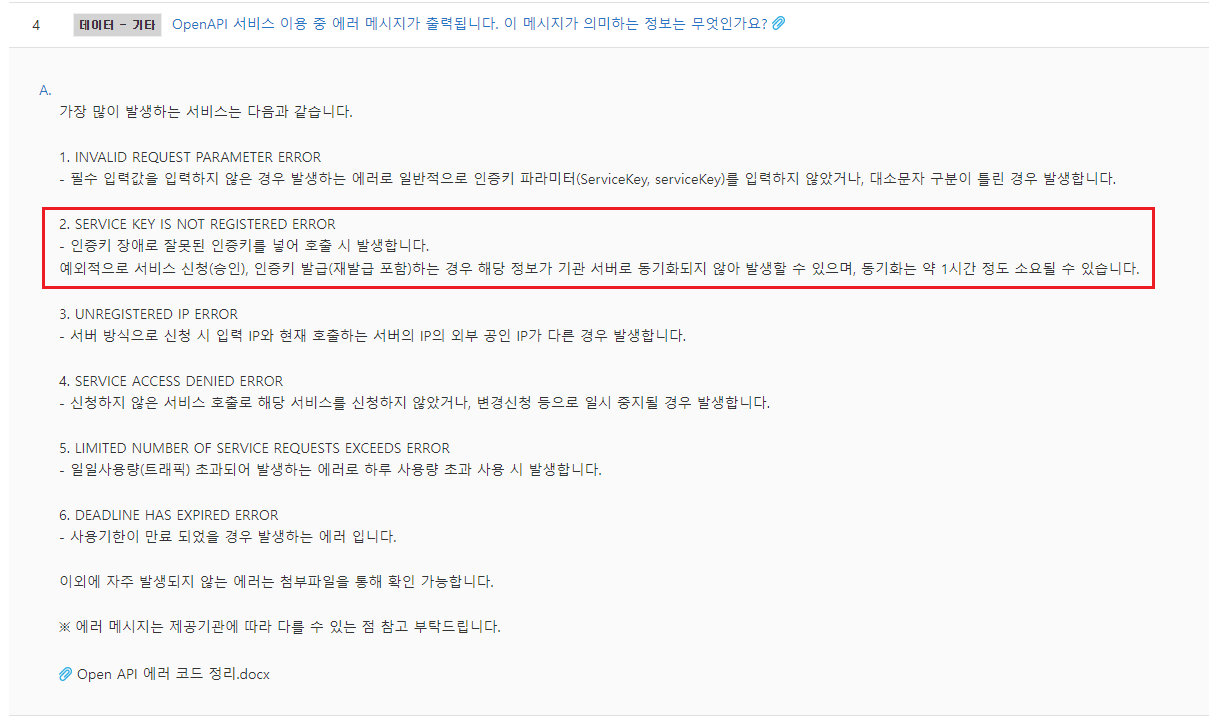 4 데이터 - 기타 OpenAPI 서비스 이용 중 에러 메시지가 출력됩니다. 이 메시지가 의미하는 정보는 무엇인가요?
A.
가장 많이 발생하는 서비스는 다음과 같습니다.
1. INVALID REQUEST PARAMETER ERROR
- 필수 입력값을 입력하지 않은 경우 발생하는 에러로 일반적으로 인증키 파라미터(ServiceKey, serviceKey)를 입력하지 않았거나, 대소문자 구분이 틀린 경우 발생합니다.
2. SERVICE KEY IS NOT REGISTERED ERROR
- 인증키 장애로 잘못된 인증키를 넣어 호출 시 발생합니다.
예외적으로 서비스 신청(승인), 인증키 발급(재발급 포함)하는 경우 해당 정보가 기관 서버로 동기화되지 않아 발생할 수 있으며, 동기화는 약 1시간 정도 소요될 수 있습니다.
3. UNREGISTERED IP ERROR
- 서버 방식으로 신청 시 입력 IP와 현재 호출하는 서버의 IP의 외부 공인 IP가 다른 경우 발생합니다.
4. SERVICE ACCESS DENIED ERROR
- 신청하지 않은 서비스 호출로 해당 서비스를 신청하지 않았거나, 변경신청 등으로 일시 중지될 경우 발생합니다.
5. LIMITED NUMBER OF SERVICE REQUESTS EXCEEDS ERROR
- 일일사용량(트래픽) 초과되어 발생하는 에러로 하루 사용량 초과 사용 시 발생합니다.
6. DEADLINE HAS EXPIRED ERROR
- 사용기한이 만료 되었을 경우 발생하는 에러 입니다.
이외에 자주 발생되지 않는 에러는 첨부파일을 통해 확인 가능합니다.
※ 에러 메시지는 제공기관에 따라 다를 수 있는 점 참고 부탁드립니다.
Open API 에러 코드 정리.docx